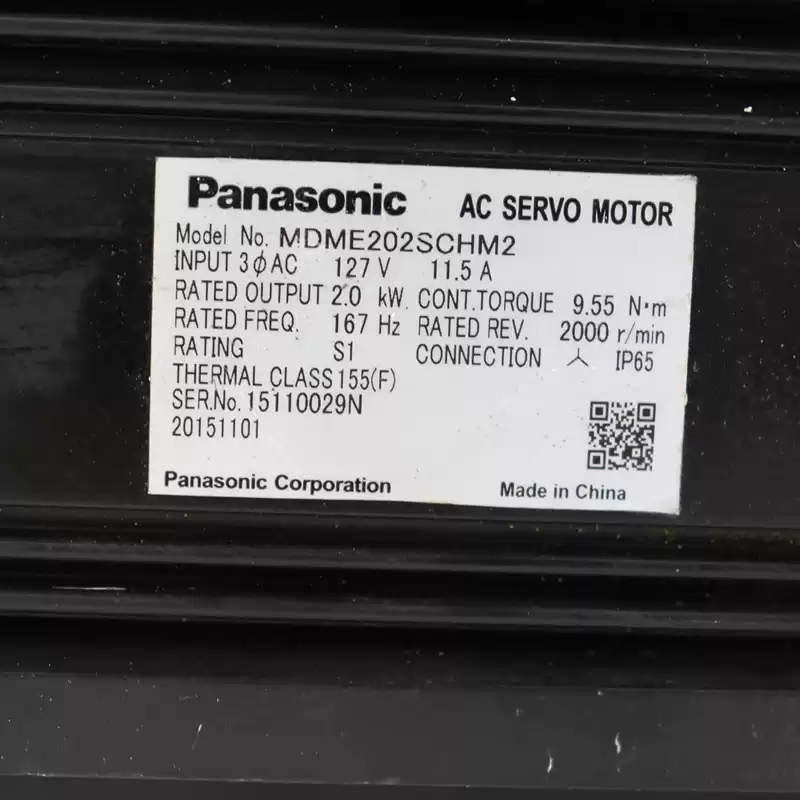 Panasonic AC SERVO MOTOR
Model No. MDME202SCHM2
INPUT 3ϕAC 127 V 11.5 A
RATED OUTPUT 2.0 kW CONT.TORQUE 9.55 N·m
RATED FREQ. 167 Hz RATED REV. 2000 r/min
RATING S1 CONNECTION 人 IP65
THERMAL CLASS 155(F)
SER.No. 15110029N
20151101
Panasonic Corporation Made in China